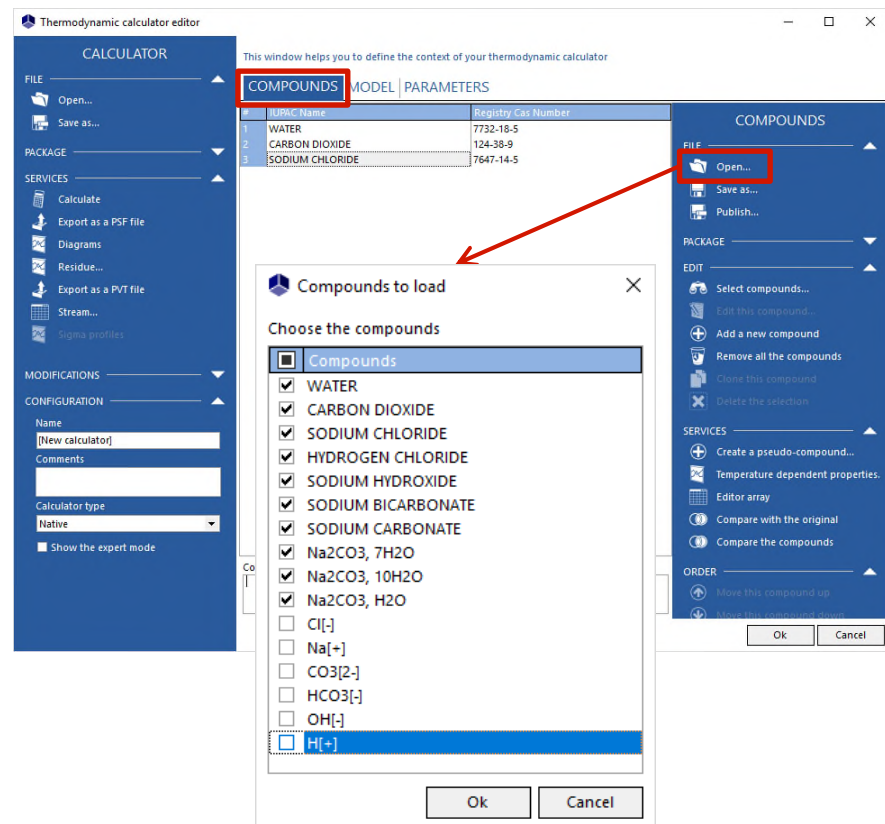 Thermodynamic calculator editor
CALCULATOR
FILE
Open...
Save as...
PACKAGE
SERVICES
Calculate
Export as a PSF file
Diagrams
Residue...
Export as a PVT file
Stream...
Sigma profiles
MODIFICATIONS
CONFIGURATION
Name
[New calculator]
Comments
Calculator type
Native
Show the expert mode
This window helps you to define the context of your thermodynamic calculator
COMPOUNDS MODEL PARAMETERS
# IUPAC Name Registry Cas Number
1 WATER 7732-18-5
2 CARBON DIOXIDE 124-38-9
3 SODIUM CHLORIDE 7647-14-5
Co
COMPOUNDS
FILE
Open...
Save as...
Publish...
PACKAGE
EDIT
Select compounds...
Edit this compound...
Add a new compound
Remove all the compounds
Clone this compound
Delete the selection
SERVICES
Create a pseudo-compound...
Temperature dependent properties.
Editor array
Compare with the original
Compare the compounds
ORDER
Move this compound up
Move this compound down
Ok Cancel
Compounds to load
Choose the compounds
Compounds
WATER
CARBON DIOXIDE
SODIUM CHLORIDE
HYDROGEN CHLORIDE
SODIUM HYDROXIDE
SODIUM BICARBONATE
SODIUM CARBONATE
Na2CO3, 7H2O
Na2CO3, 10H2O
Na2CO3, H2O
Cl[-]
Na[+]
CO3[2-]
HCO3[-]
OH[-]
H[+]
Ok Cancel